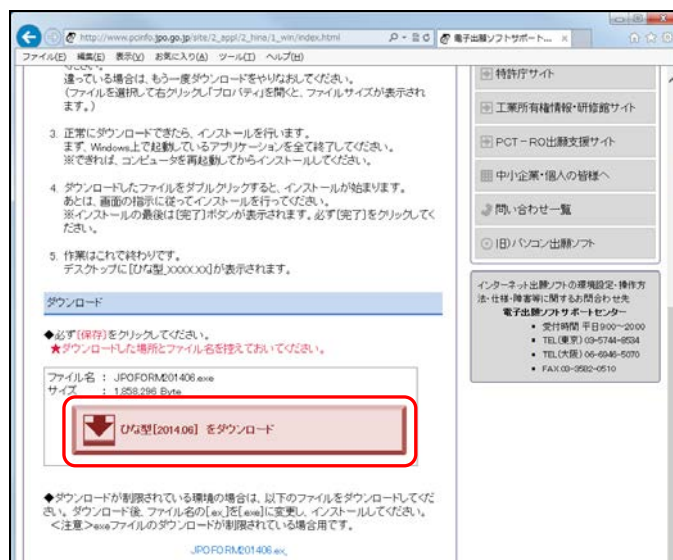 http://www.pcinfo.jpo.go.jp/site/2_appl/2_hina/1_win/index.html
電子出願ソフトサポート...
ファイル(F) 編集(E) 表示(V) お気に入り(A) ツール(T) ヘルプ(H)
違っている場合は、もう一度ダウンロードをやりなおしてください。
(ファイルを選択して右クリックし「プロパティ」を開くと、ファイルサイズが表示され
ます。)
3. 正常にダウンロードできたら、インストールを行います。
まず、Windows上で起動しているアプリケーションを全て終了してください。
※できれば、コンピュータを再起動してからインストールしてください。
4. ダウンロードしたファイルをダブルクリックすると、インストールが始まります。
あとは、画面の指示に従ってインストールを行ってください。
※インストールの最後は[完了]ボタンが表示されます。必ず[完了]をクリックしてく
ださい。
5. 作業はこれで終わりです。
デスクトップに[ひな型_XXXX.XX]が表示されます。
ダウンロード
◆必ず[保存]をクリックしてください。
★ダウンロードした場所とファイル名を控えておいてください。
ファイル名 : JPOFORM201406.exe
サイズ : 1,858,296 Byte
ひな型[2014.06] をダウンロード
◆ダウンロードが制限されている環境の場合は、以下のファイルをダウンロードしてくだ
さい。ダウンロード後、ファイル名の[.ex_]を[.exe]に変更し、インストールしてください。
<注意>exeファイルのダウンロードが制限されている場合用です。
JPOFORM201406.ex_
特許庁サイト
工業所有権情報・研修館サイト
PCT-RO出願支援サイト
中小企業・個人の皆様へ
問い合わせ一覧
(旧)パソコン出願ソフト
インターネット出願ソフトの環境設定・操作方
法・仕様・障害等に関するお問合わせ先
電子出願ソフトサポートセンター
受付時間 平日9:00～20:00
TEL(東京) 03-5744-8534
TEL(大阪) 06-6946-5070
FAX 03-3582-0510